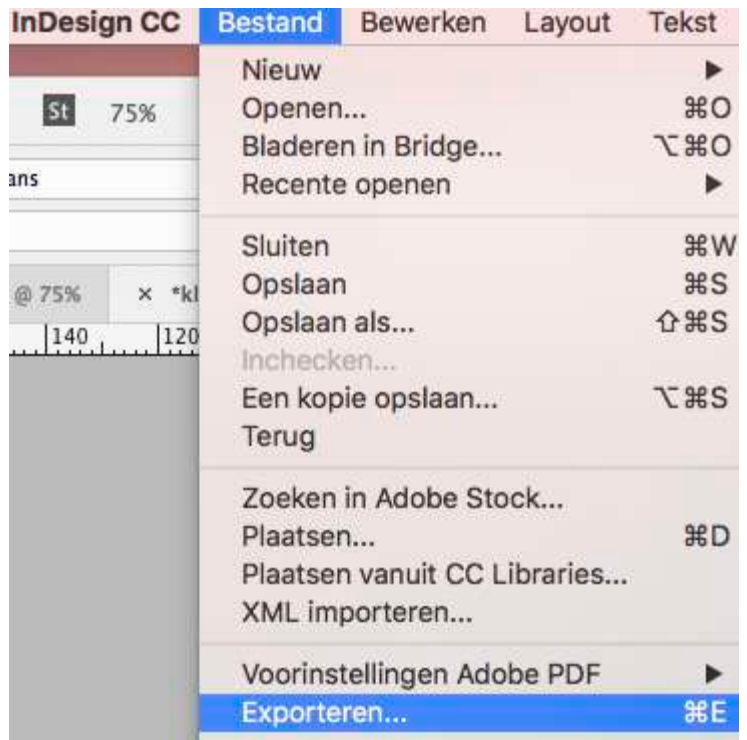 InDesign CC Bestand Bewerken Layout Tekst
Nieuw ▶
St 75% Openen... ⌘O
Bladeren in Bridge... ⌥⌘O
ans Recente openen ▶
Sluiten ⌘W
@ 75% × *kl Opslaan ⌘S
140 120 Opslaan als... ⇧⌘S
Inchecken...
Een kopie opslaan... ⌥⌘S
Terug
Zoeken in Adobe Stock...
Plaatsen... ⌘D
Plaatsen vanuit CC Libraries...
XML importeren...
Voorinstellingen Adobe PDF ▶
Exporteren... ⌘E